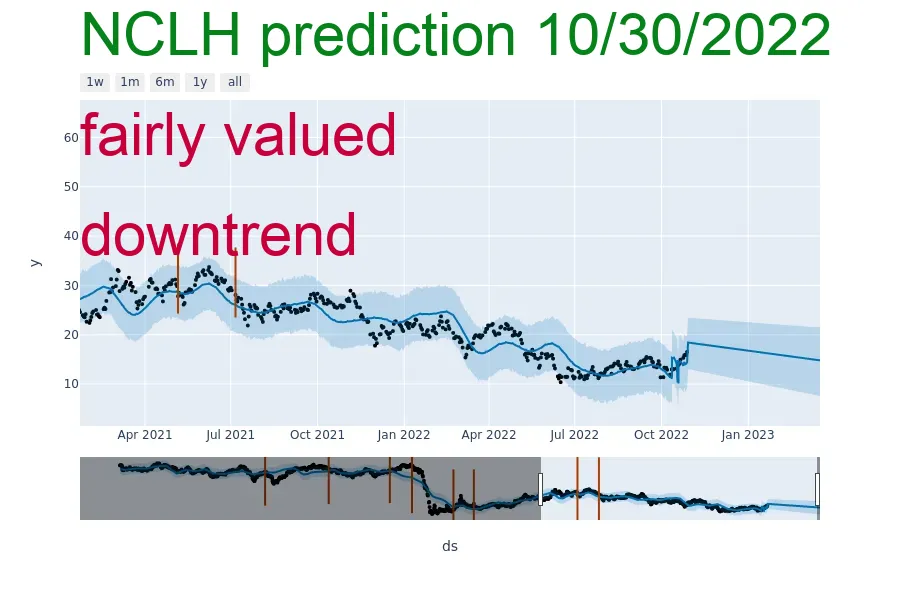 NCLH prediction 10/30/2022
1w 1m 6m 1y all
fairly valued
downtrend
60
50
40
30
20
10
y
Apr 2021 Jul 2021 Oct 2021 Jan 2022 Apr 2022 Jul 2022 Oct 2022 Jan 2023
ds